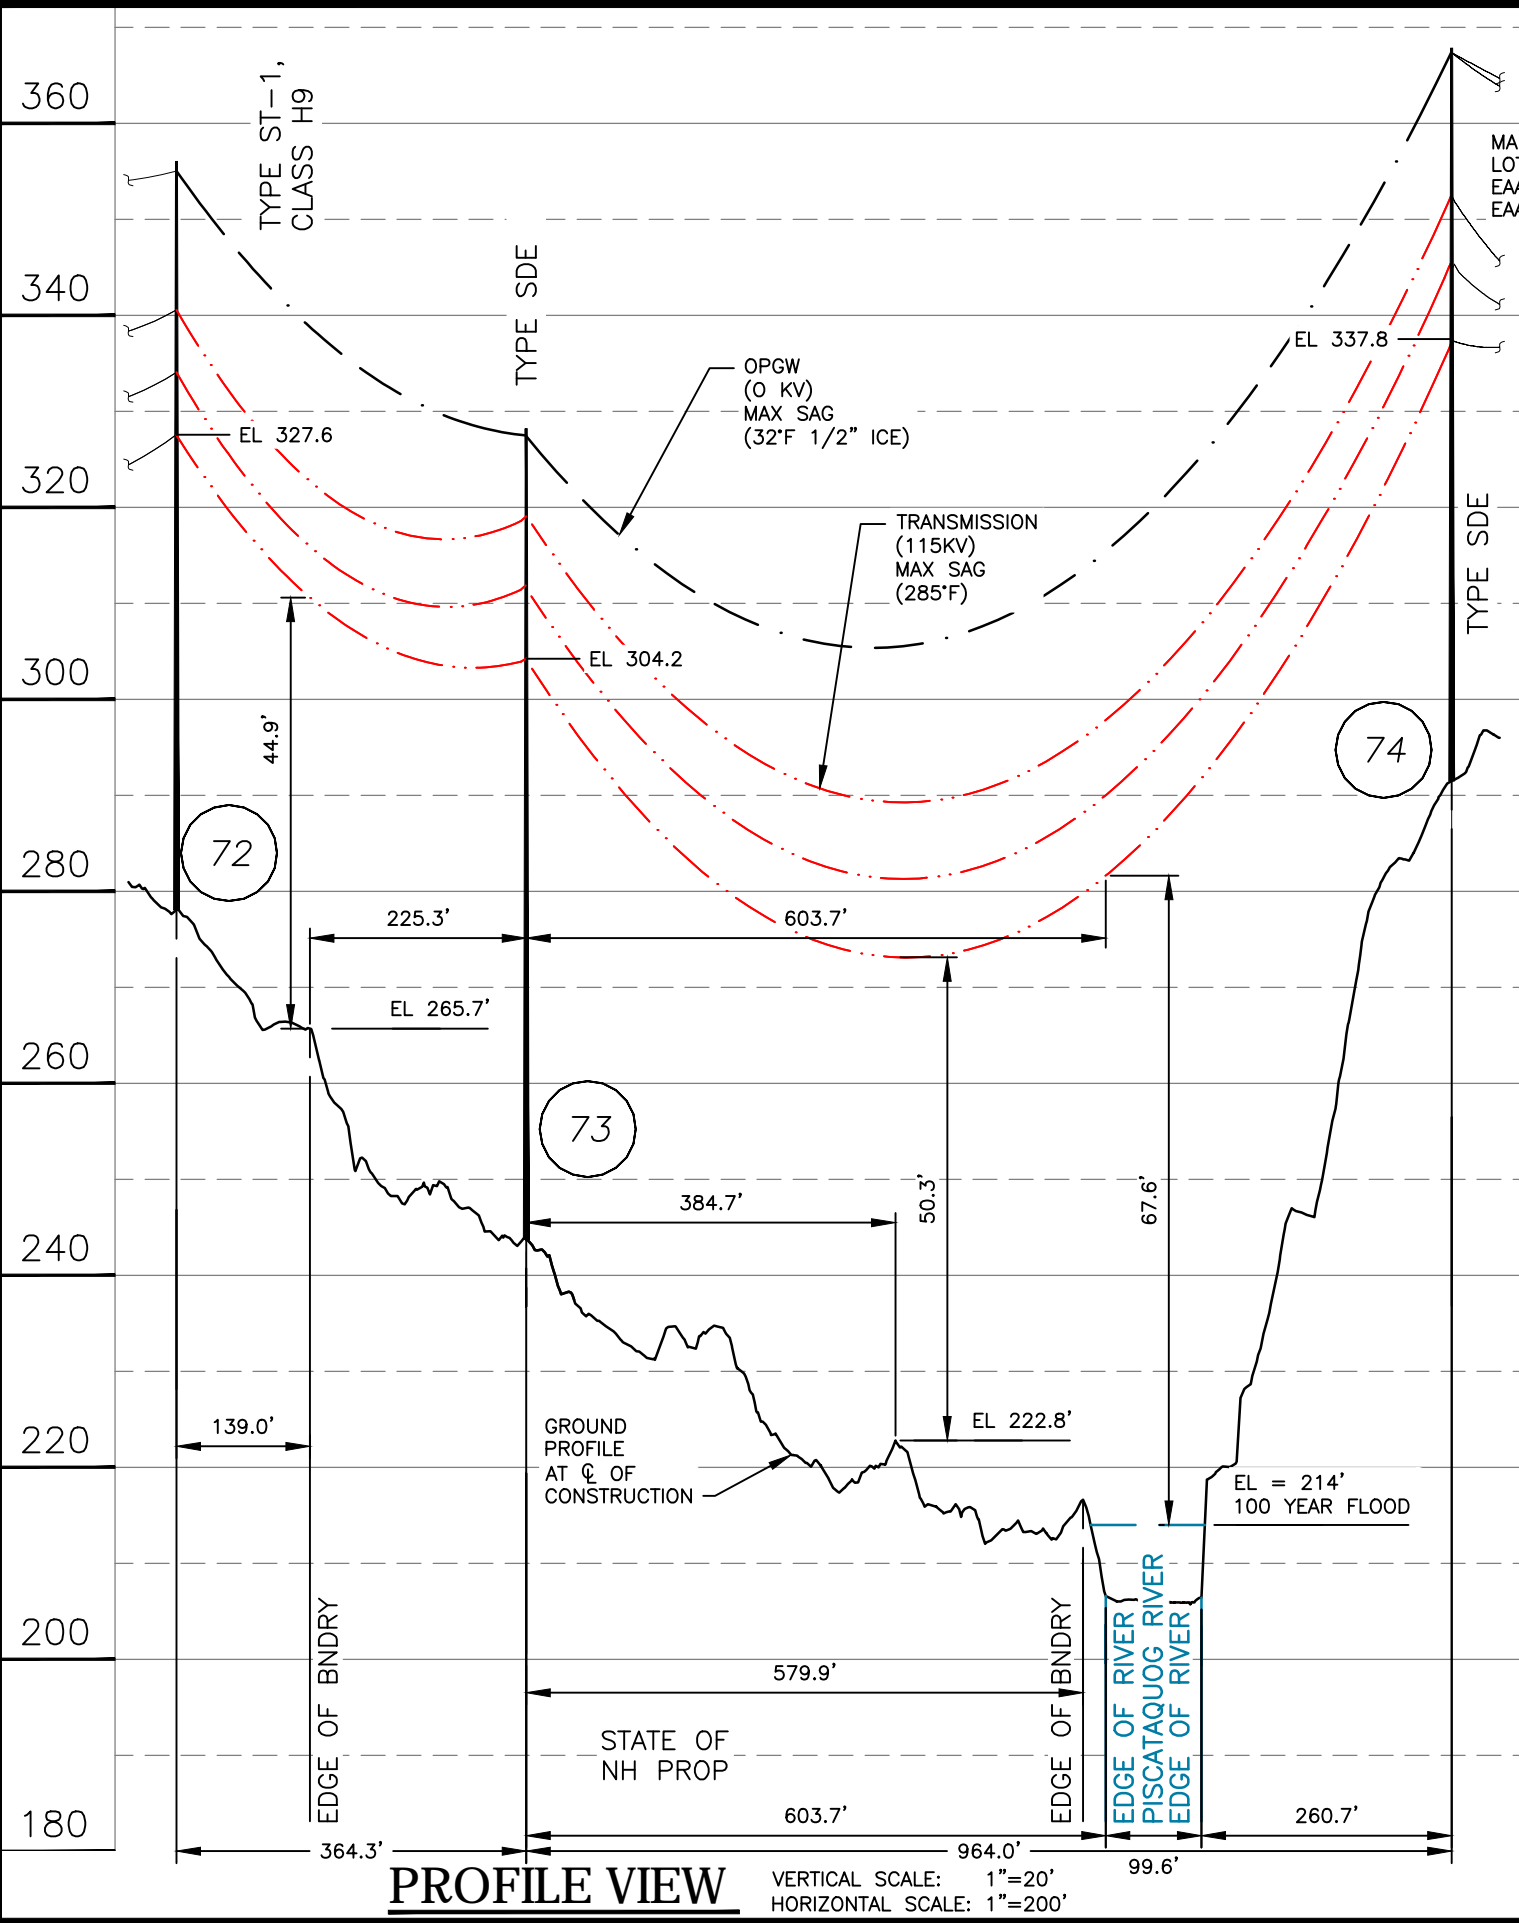 360
340
320
300
280
260
240
220
200
180
TYPE ST-1,
CLASS H9
TYPE SDE
OPGW
(0 KV)
MAX SAG
(32°F 1/2" ICE)
TRANSMISSION
(115KV)
MAX SAG
(285°F)
EL 337.8
EL 327.6
EL 304.2
TYPE SDE
72
73
74
44.9'
225.3'
603.7'
EL 265.7'
384.7'
50.3'
67.6'
139.0'
GROUND
PROFILE
AT ℄ OF
CONSTRUCTION
EL 222.8'
EL = 214'
100 YEAR FLOOD
EDGE OF BNDRY
579.9'
STATE OF
NH PROP
EDGE OF BNDRY
EDGE OF RIVER
PISCATAQUOG RIVER
EDGE OF RIVER
603.7'
260.7'
364.3'
964.0'
99.6'
PROFILE VIEW
VERTICAL SCALE: 1"=20'
HORIZONTAL SCALE: 1"=200'
MA
LOT
EAA
EAA